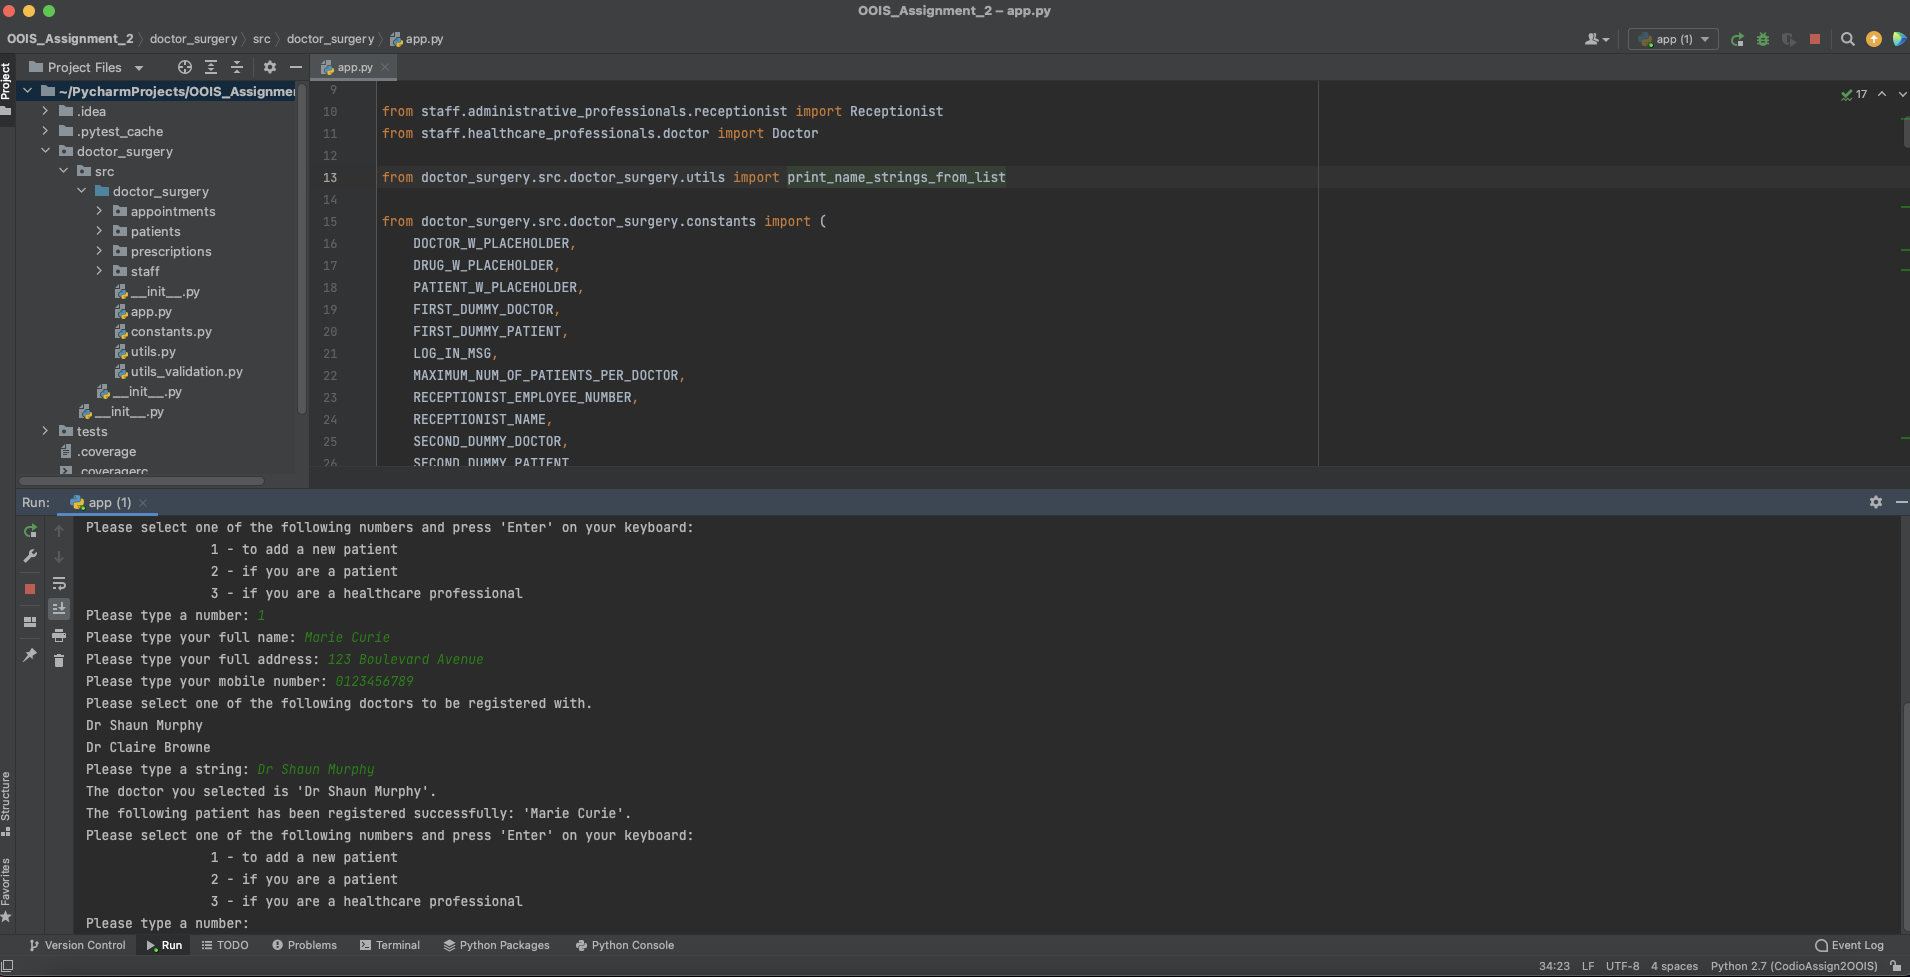 OOIS_Assignment_2 – app.py
OOIS_Assignment_2 doctor_surgery src doctor_surgery app.py
app (1)
Project
Project Files
app.py
~/PycharmProjects/OOIS_Assignmer
.idea
.pytest_cache
doctor_surgery
src
doctor_surgery
appointments
patients
prescriptions
staff
__init__.py
app.py
constants.py
utils.py
utils_validation.py
__init__.py
__init__.py
tests
.coverage
.coveragerc
17
9
10 from staff.administrative_professionals.receptionist import Receptionist
11 from staff.healthcare_professionals.doctor import Doctor
12
13 from doctor_surgery.src.doctor_surgery.utils import print_name_strings_from_list
14
15 from doctor_surgery.src.doctor_surgery.constants import (
16 DOCTOR_W_PLACEHOLDER,
17 DRUG_W_PLACEHOLDER,
18 PATIENT_W_PLACEHOLDER,
19 FIRST_DUMMY_DOCTOR,
20 FIRST_DUMMY_PATIENT,
21 LOG_IN_MSG,
22 MAXIMUM_NUM_OF_PATIENTS_PER_DOCTOR,
23 RECEPTIONIST_EMPLOYEE_NUMBER,
24 RECEPTIONIST_NAME,
25 SECOND_DUMMY_DOCTOR,
26 SECOND_DUMMY_PATIENT
Run: app (1)
Please select one of the following numbers and press 'Enter' on your keyboard:
1 - to add a new patient
2 - if you are a patient
3 - if you are a healthcare professional
Please type a number: 1
Please type your full name: Marie Curie
Please type your full address: 123 Boulevard Avenue
Please type your mobile number: 0123456789
Please select one of the following doctors to be registered with.
Dr Shaun Murphy
Dr Claire Browne
Please type a string: Dr Shaun Murphy
The doctor you selected is 'Dr Shaun Murphy'.
The following patient has been registered successfully: 'Marie Curie'.
Please select one of the following numbers and press 'Enter' on your keyboard:
1 - to add a new patient
2 - if you are a patient
3 - if you are a healthcare professional
Please type a number:
Structure
Favorites
Version Control Run TODO Problems Terminal Python Packages Python Console Event Log
34:23 LF UTF-8 4 spaces Python 2.7 (CodioAssign2OOIS)